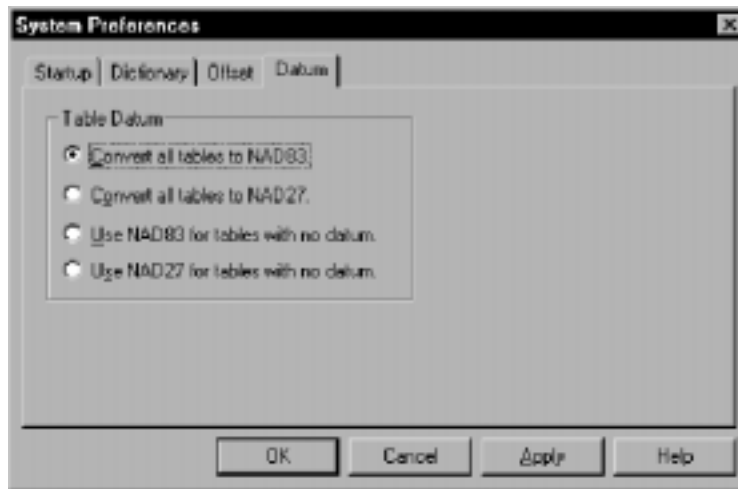 System Preferences
Startup Dictionary Offset Datum
Table Datum
Convert all tables to NAD83.
Convert all tables to NAD27.
Use NAD83 for tables with no datum.
Use NAD27 for tables with no datum.
OK Cancel Apply Help